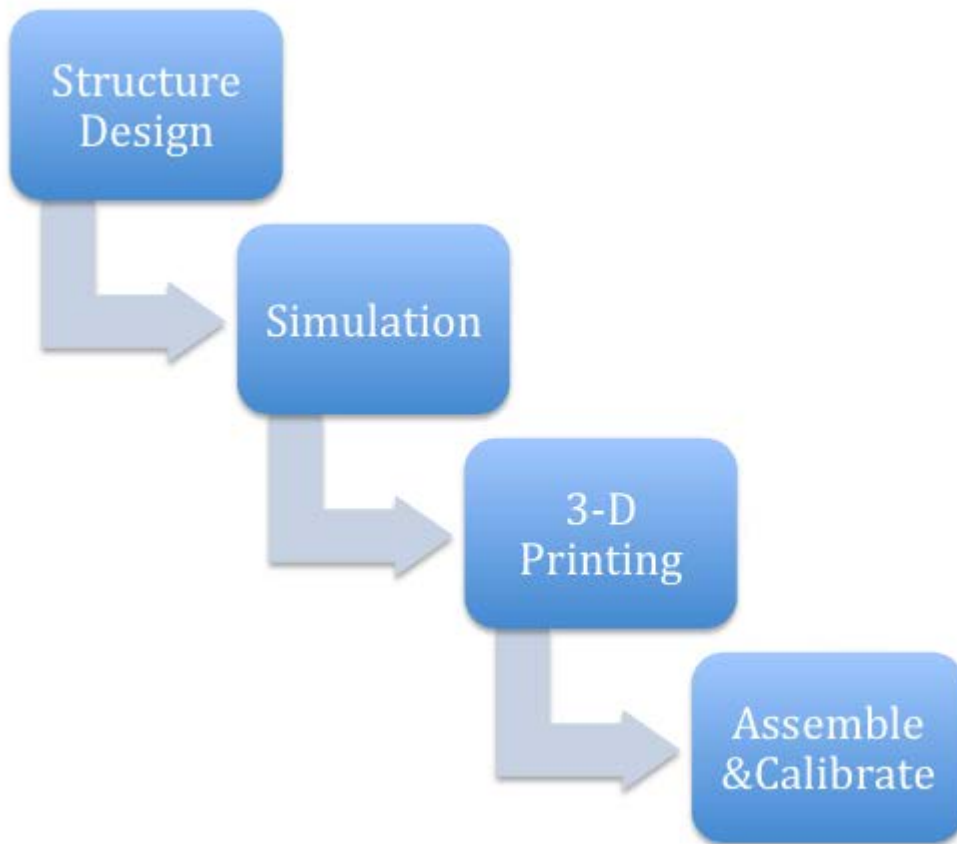 Structure
Design
Simulation
3-D
Printing
Assemble
&Calibrate